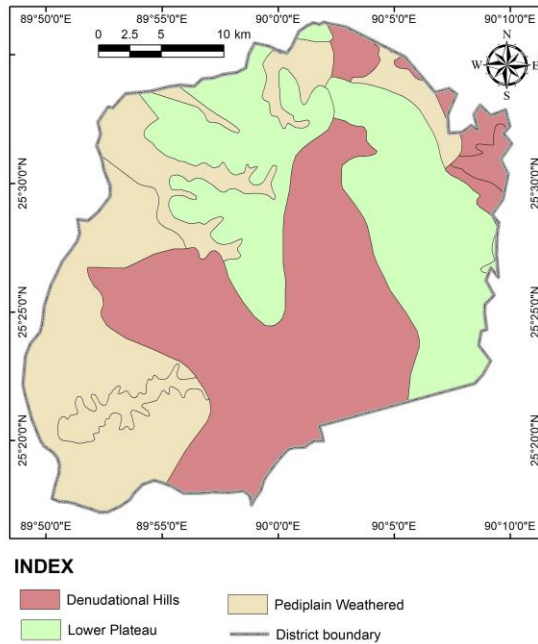 89°50'0"E 89°55'0"E 90°0'0"E 90°5'0"E 90°10'0"E
0 2.5 5 10 km
N
W E
S
25°30'0"N 25°30'0"N
25°25'0"N 25°25'0"N
25°20'0"N 25°20'0"N
89°50'0"E 89°55'0"E 90°0'0"E 90°5'0"E 90°10'0"E
INDEX
Denudational Hills Pediplain Weathered
Lower Plateau District boundary